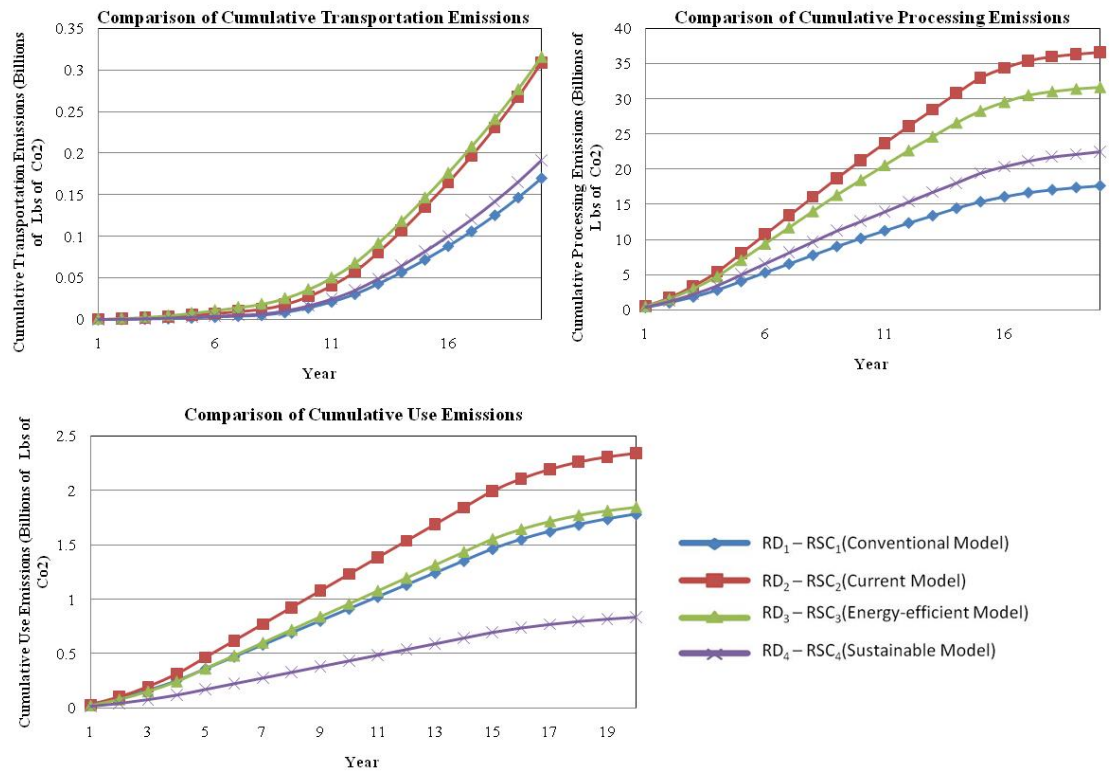 Comparison of Cumulative Transportation Emissions
Cumulative Transportation Emissions (Billions
of Lbs of Co2)
0.35
0.3
0.25
0.2
0.15
0.1
0.05
0
1
6
11
16
Year
Comparison of Cumulative Processing Emissions
Cumulative Processing Emissions (Billions of
L bs of Co2)
40
35
30
25
20
15
10
5
0
1
6
11
16
Year
Comparison of Cumulative Use Emissions
Cumulative Use Emissions (Billions of Lbs of
Co2)
2.5
2
1.5
1
0.5
0
1
3
5
7
9
11
13
15
17
19
Year
RD₁ – RSC₁(Conventional Model)
RD₂ – RSC₂(Current Model)
RD₃ – RSC₃(Energy-efficient Model)
RD₄ – RSC₄(Sustainable Model)